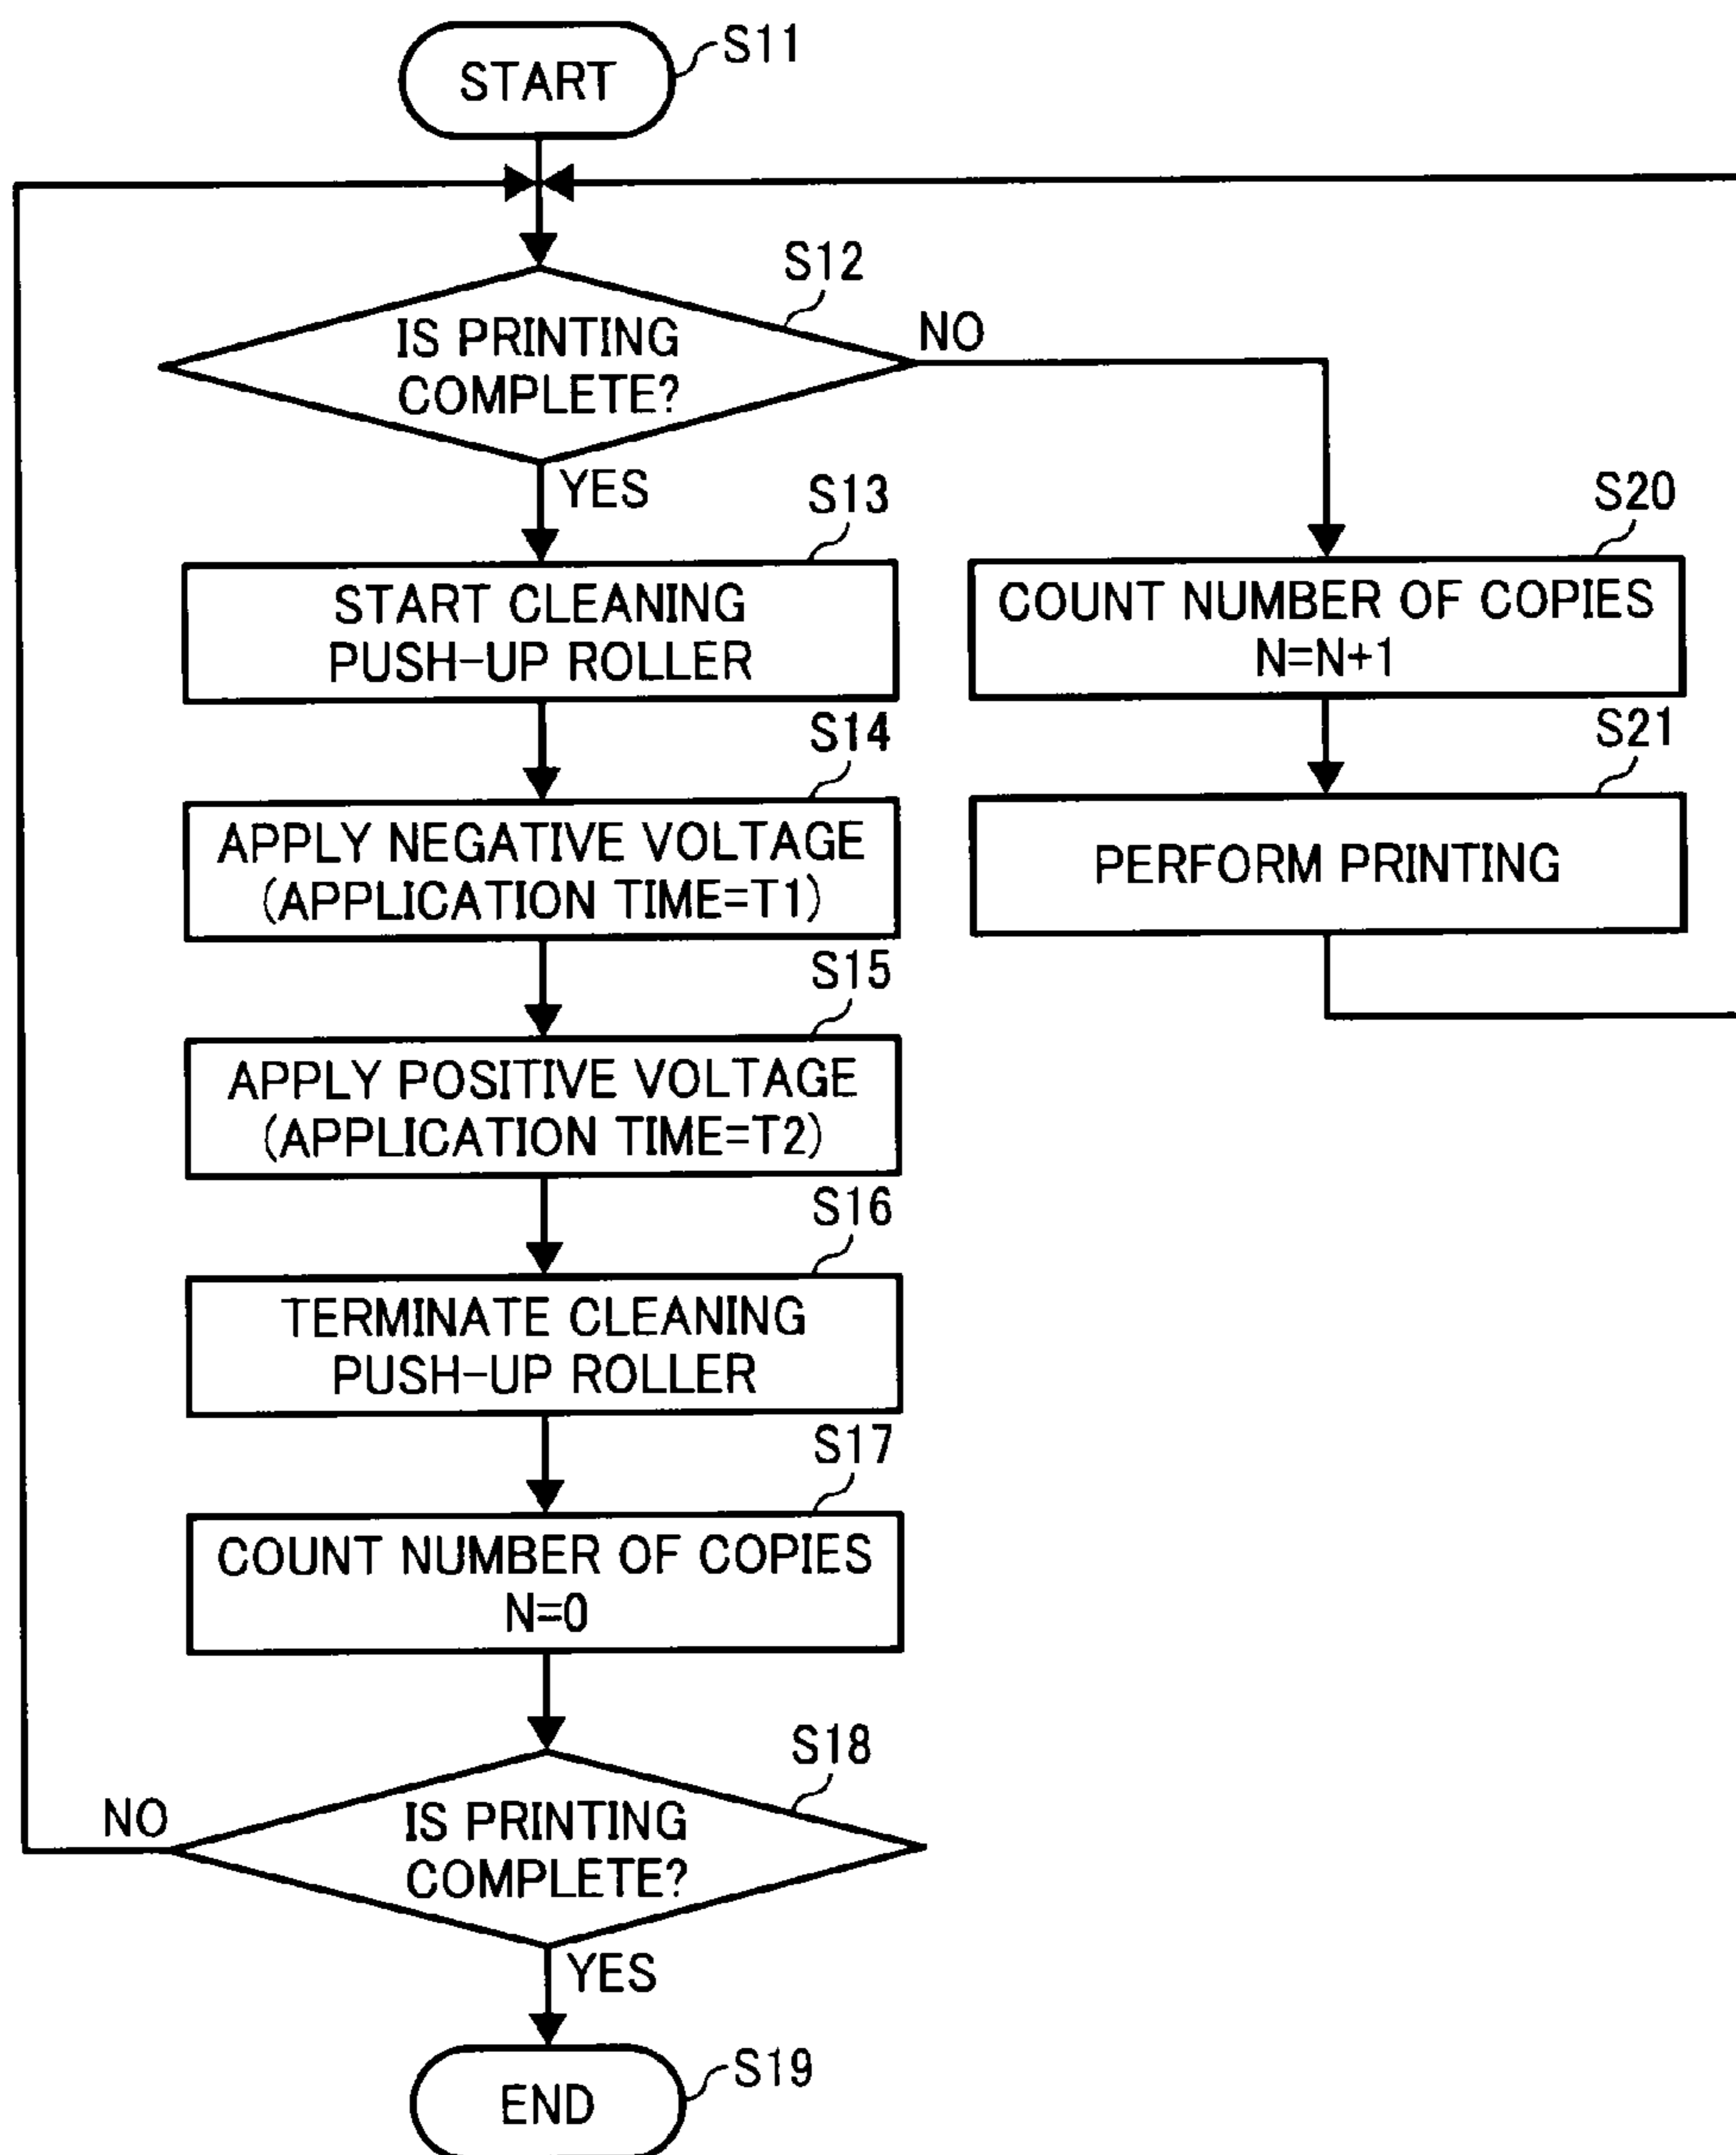 START
S11
S12
IS PRINTING
COMPLETE?
NO
YES
S13
START CLEANING
PUSH-UP ROLLER
S20
COUNT NUMBER OF COPIES
N=N+1
S14
APPLY NEGATIVE VOLTAGE
(APPLICATION TIME=T1)
S21
PERFORM PRINTING
S15
APPLY POSITIVE VOLTAGE
(APPLICATION TIME=T2)
S16
TERMINATE CLEANING
PUSH-UP ROLLER
S17
COUNT NUMBER OF COPIES
N=0
S18
IS PRINTING
COMPLETE?
NO
YES
END
S19